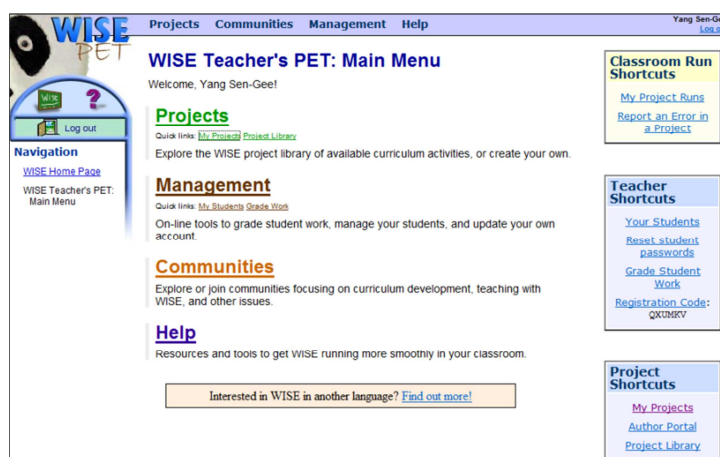 WISE
PET
Projects Communities Management Help
Yang Sen-Ge
Log o
WISE
?
Log out
Navigation
WISE Home Page
WISE Teacher's PET:
Main Menu
WISE Teacher's PET: Main Menu
Welcome, Yang Sen-Gee!
Projects
Quick links: My Projects Project Library
Explore the WISE project library of available curriculum activities, or create your own.
Management
Quick links: My Students Grade Work
On-line tools to grade student work, manage your students, and update your own
account.
Communities
Explore or join communities focusing on curriculum development, teaching with
WISE, and other issues.
Help
Resources and tools to get WISE running more smoothly in your classroom.
Interested in WISE in another language? Find out more!
Classroom Run
Shortcuts
My Project Runs
Report an Error in
a Project
Teacher
Shortcuts
Your Students
Reset student
passwords
Grade Student
Work
Registration Code:
QXUMKV
Project
Shortcuts
My Projects
Author Portal
Project Library